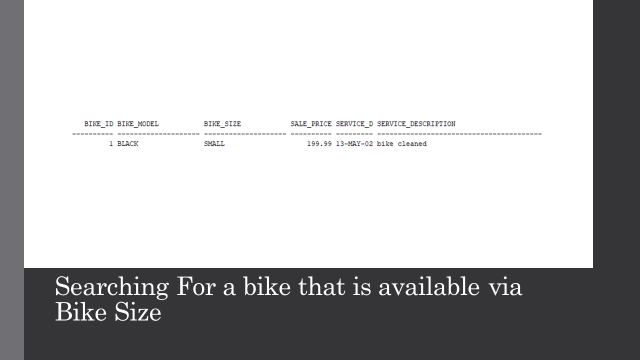 BIKE_ID BIKE_MODEL BIKE_SIZE SALE_PRICE SERVICE_D SERVICE_DESCRIPTION
---------- -------------------- -------------------- ---------- --------- ----------------------------------------
1 BLACK SMALL 199.99 13-MAY-02 bike cleaned
Searching For a bike that is available via
Bike Size